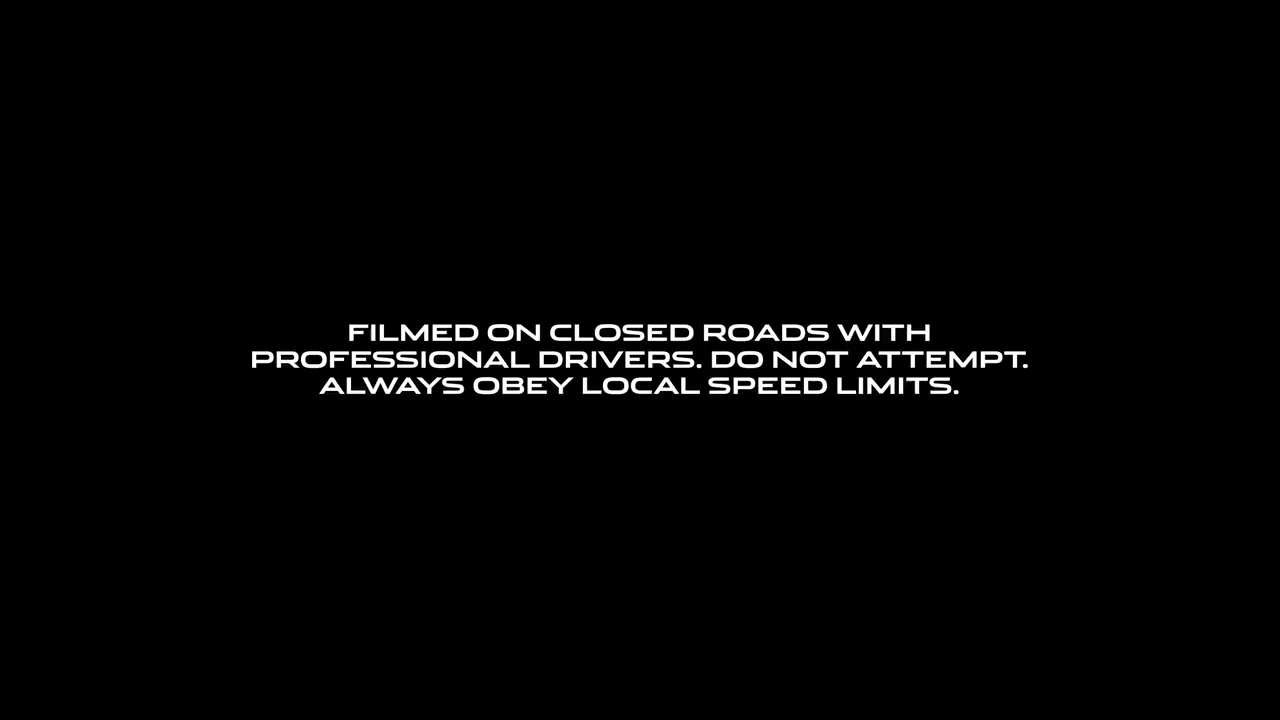 FILMED ON CLOSED ROADS WITH
PROFESSIONAL DRIVERS. DO NOT ATTEMPT.
ALWAYS OBEY LOCAL SPEED LIMITS.